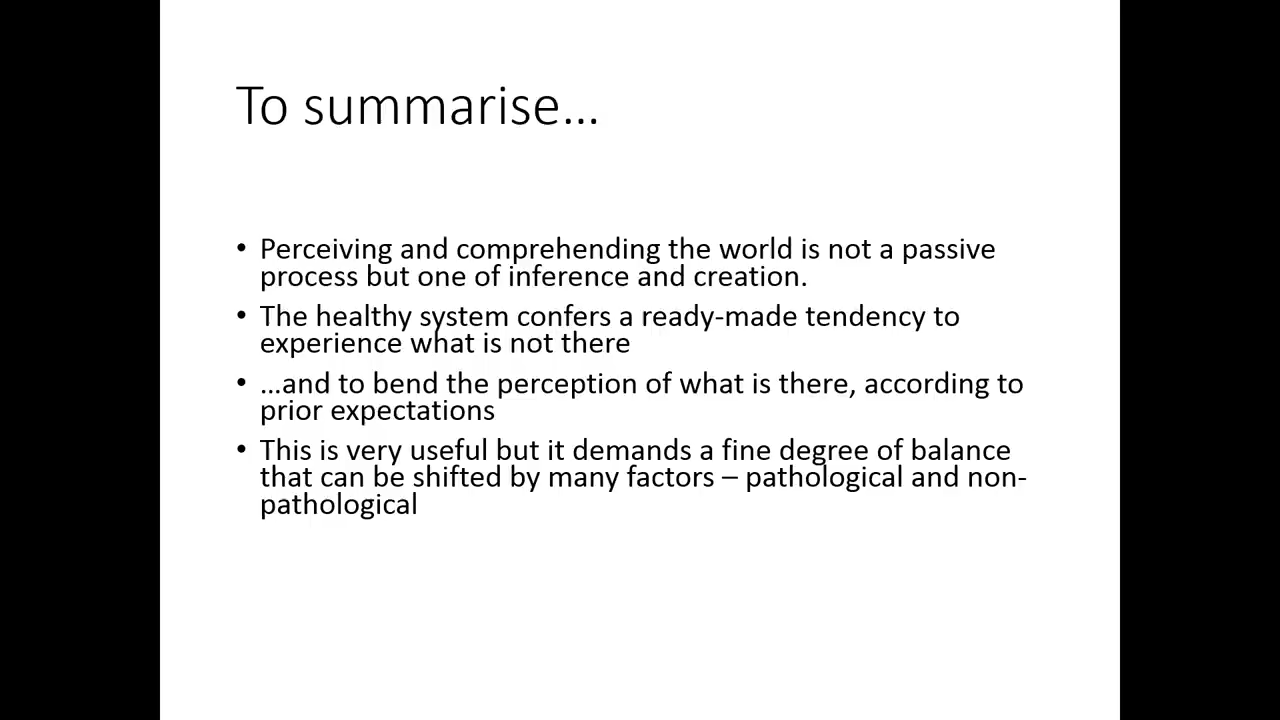 To summarise...
• Perceiving and comprehending the world is not a passive
process but one of inference and creation.
• The healthy system confers a ready-made tendency to
experience what is not there
• ...and to bend the perception of what is there, according to
prior expectations
• This is very useful but it demands a fine degree of balance
that can be shifted by many factors – pathological and non-
pathological